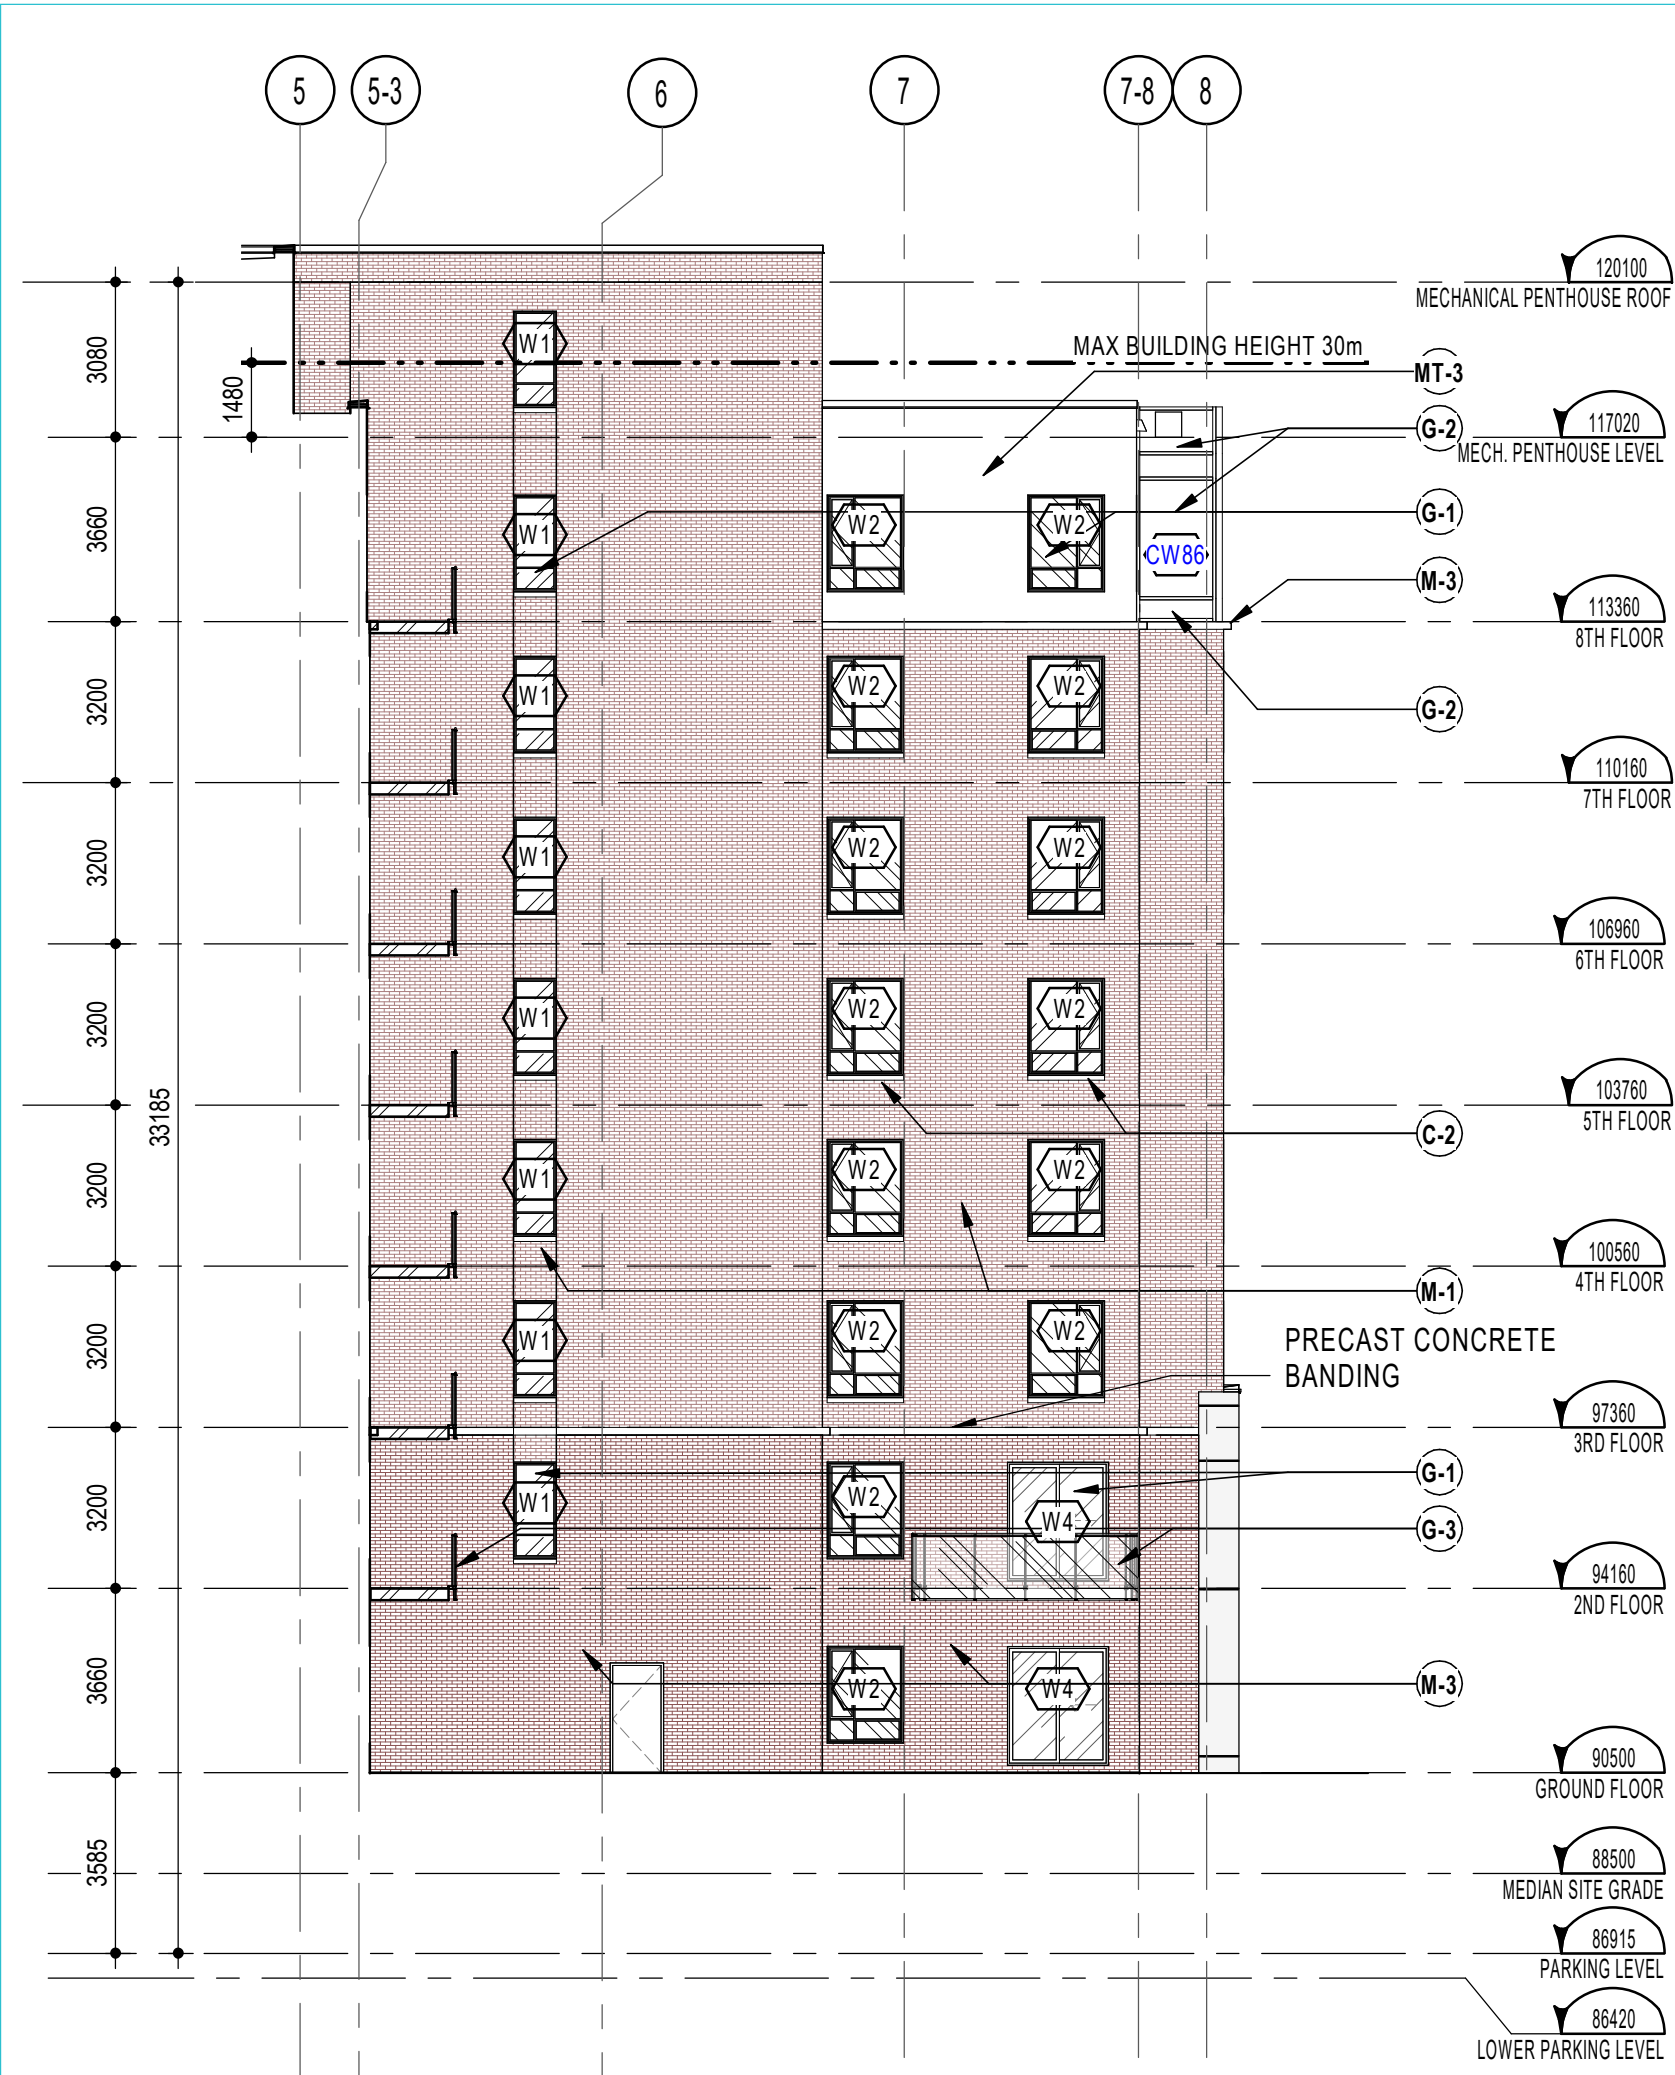 5
5-3
6
7
7-8
8
120100
MECHANICAL PENTHOUSE ROOF
3080
1480
W1
MAX BUILDING HEIGHT 30m
MT-3
117020
MECH. PENTHOUSE LEVEL
G-2
3660
W1
W2
W2
CW86
G-1
M-3
113360
8TH FLOOR
3200
W1
W2
W2
G-2
110160
7TH FLOOR
3200
W1
W2
W2
106960
6TH FLOOR
3200
W1
W2
W2
103760
5TH FLOOR
33185
C-2
3200
W1
W2
W2
100560
4TH FLOOR
M-1
3200
W1
W2
W2
PRECAST CONCRETE
BANDING
97360
3RD FLOOR
3200
W1
W2
W4
G-1
G-3
94160
2ND FLOOR
3660
W2
W4
M-3
90500
GROUND FLOOR
3585
88500
MEDIAN SITE GRADE
86915
PARKING LEVEL
86420
LOWER PARKING LEVEL